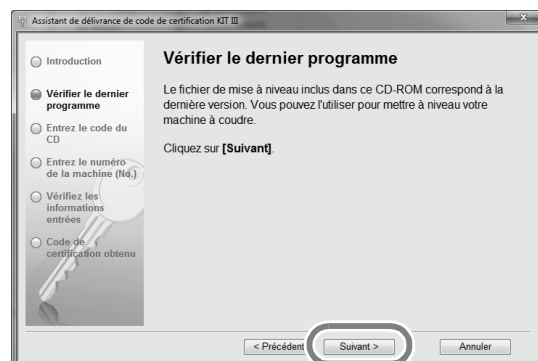 Assistant de délivrance de code de certification KIT III
Introduction
Vérifier le dernier
programme
Entrez le code du
CD
Entrez le numéro
de la machine (No.)
Vérifiez les
informations
entrées
Code de
certification obtenu
Vérifier le dernier programme
Le fichier de mise à niveau inclus dans ce CD-ROM correspond à la
dernière version. Vous pouvez l'utiliser pour mettre à niveau votre
machine à coudre.
Cliquez sur [Suivant].
< Précédent
Suivant >
Annuler